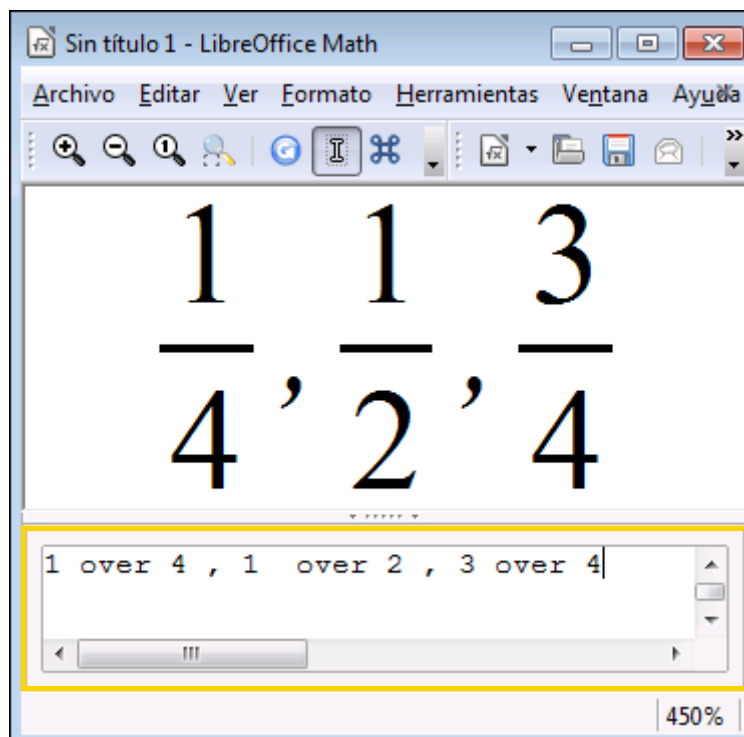 Sin título 1 - LibreOffice Math
Archivo Editar Ver Formato Herramientas Ventana Ayuda
1 1 3
4 , 2 , 4
1 over 4 , 1  over 2 , 3 over 4
450%